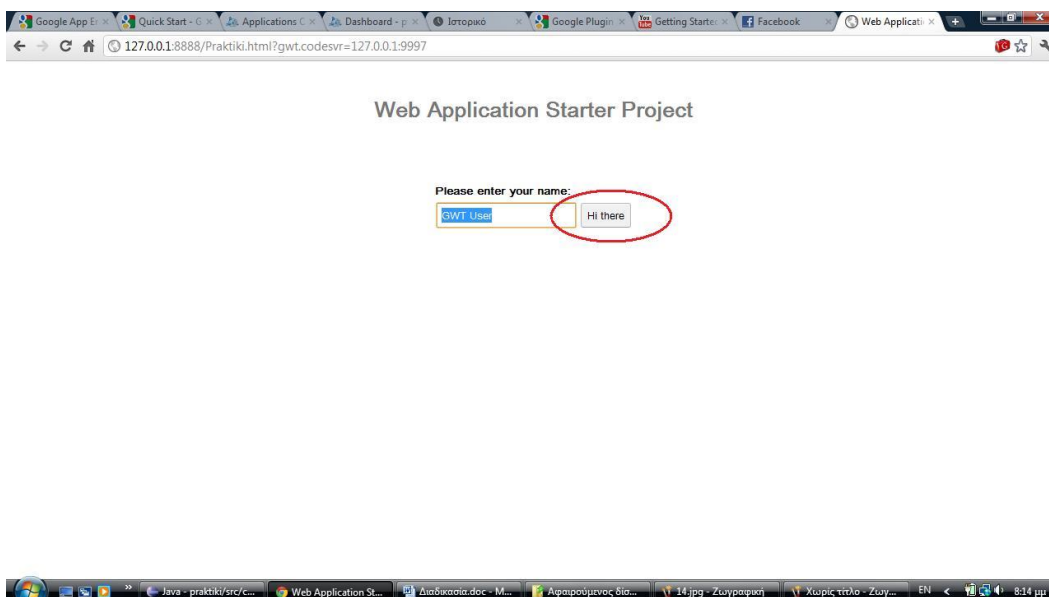 Google App E
Quick Start - G
Applications C
Dashboard - p
Ιστορικό
Google Plugin
Getting Starte
Facebook
Web Applicati
127.0.0.1:8888/Praktiki.html?gwt.codesvr=127.0.0.1:9997
Web Application Starter Project
Please enter your name:
GWT User
Hi there
Java - praktiki/src/c...
Web Application St...
Διαδικασια.doc - M...
Αφαιρούμενος δίσ...
14.jpg - Ζωγραφική
Χωρίς τίτλο - Ζωγ...
EN
8:14 μμ